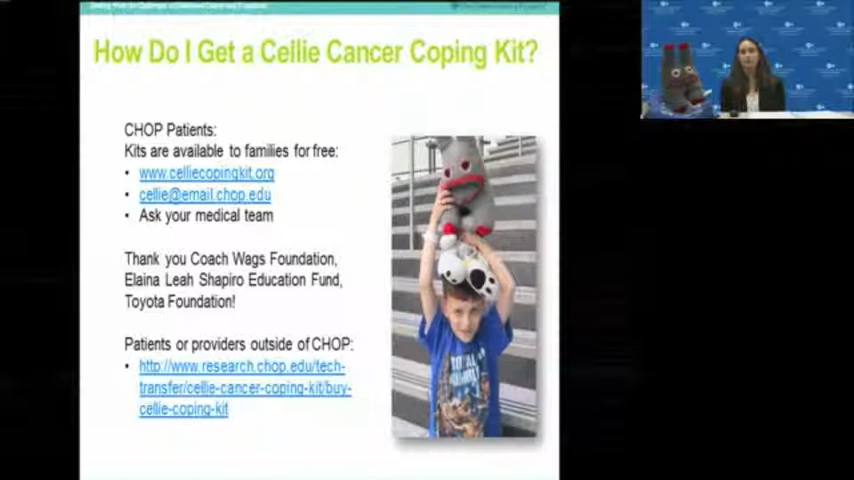 How Do I Get a Cellie Cancer Coping Kit?
CHOP Patients:
Kits are available to families for free:
• www.celliecopingkit.org
• cellie@email.chop.edu
• Ask your medical team
Thank you Coach Wags Foundation,
Elaina Leah Shapiro Education Fund,
Toyota Foundation!
Patients or providers outside of CHOP:
• http://www.research.chop.edu/tech-
transfer/cellie-cancer-coping-kit/buy-
cellie-coping-kit